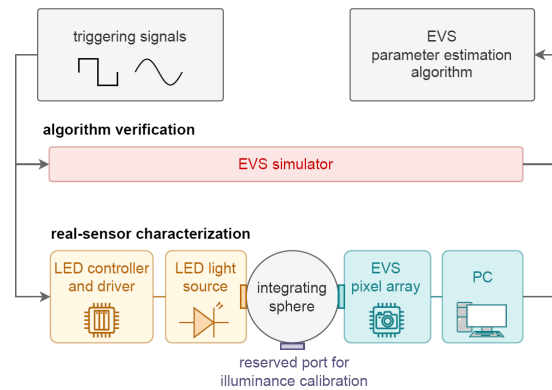 triggering signals
EVS
parameter estimation
algorithm
algorithm verification
EVS simulator
real-sensor characterization
LED controller
and driver
LED light
source
integrating
sphere
EVS
pixel array
PC
reserved port for
illuminance calibration